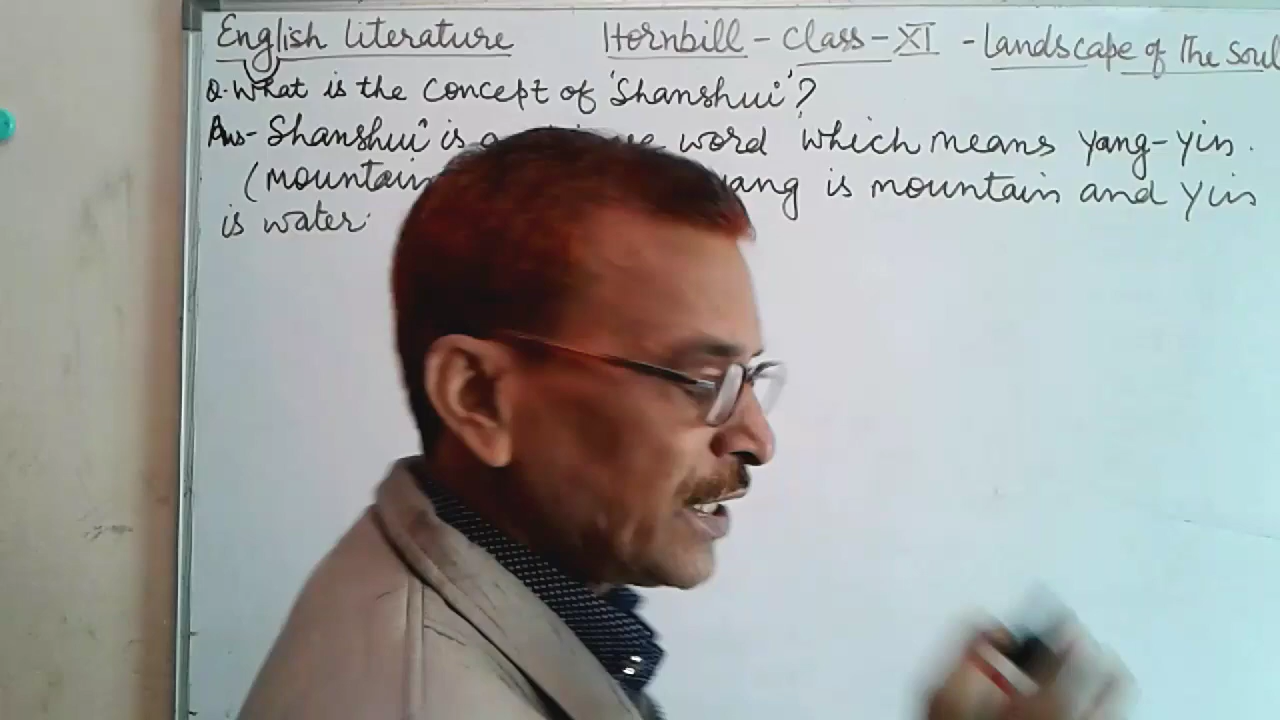 English literature Hornbill - class - XI - Landscape of The Soul
Q. What is the concept of 'Shanshui'?
Ans - 'Shanshui' is a word which means yang-yin.
(mountain yang is mountain and yin
is water.